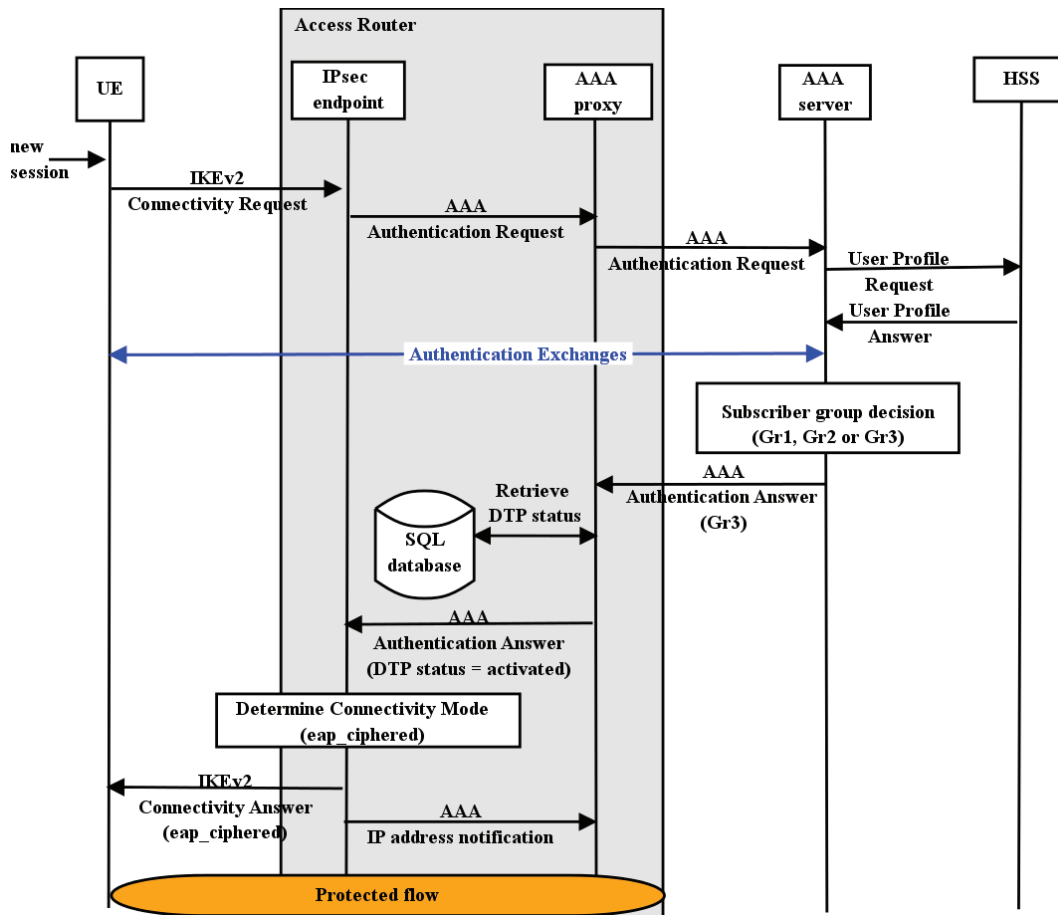 Access Router
UE
IPsec
endpoint
AAA
proxy
AAA
server
HSS
new
session
IKEv2
Connectivity Request
AAA
Authentication Request
AAA
Authentication Request
User Profile
Request
User Profile
Answer
Authentication Exchanges
Subscriber group decision
(Gr1, Gr2 or Gr3)
AAA
Authentication Answer
(Gr3)
Retrieve
DTP status
SQL
database
AAA
Authentication Answer
(DTP status = activated)
Determine Connectivity Mode
(eap_ciphered)
IKEv2
Connectivity Answer
(eap_ciphered)
AAA
IP address notification
Protected flow